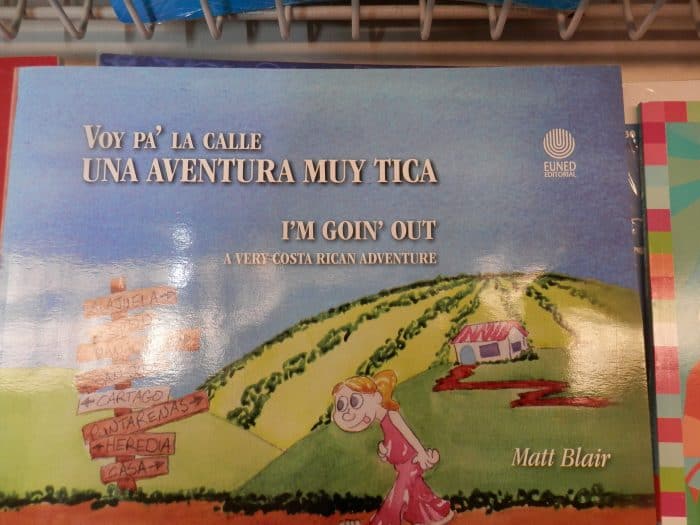 VOY PA' LA CALLE
UNA AVENTURA MUY TICA
EUNED
EDITORIAL
I'M GOIN' OUT
A VERY COSTA RICAN ADVENTURE
ALAJUELA
CARTAGO
PUNTARENAS
HEREDIA
CASA
Matt Blair